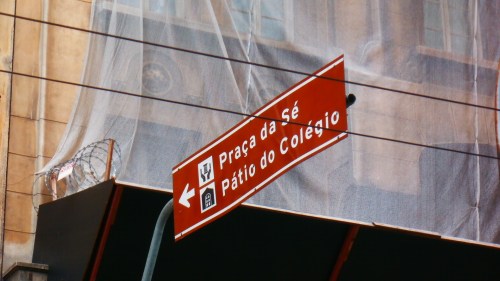 Praça da Sé
Pátio do Colégio